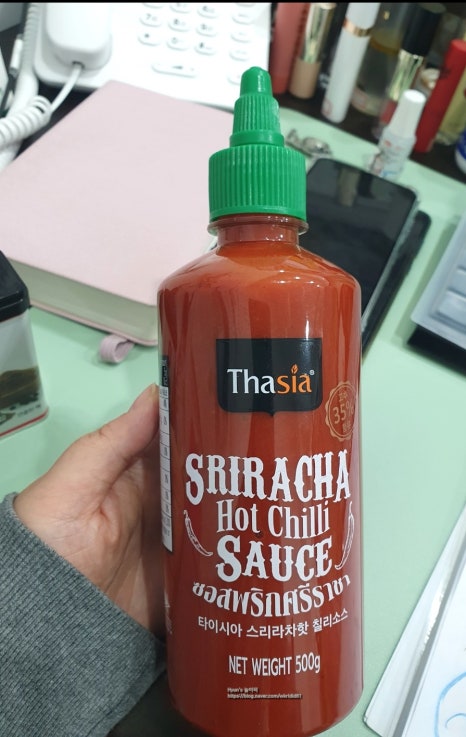 Thasia®
35%
SRIRACHA
Hot Chilli
SAUCE
ซอสพริกศรีราชา
타이시아 스리라차핫 칠리소스
NET WEIGHT 500g